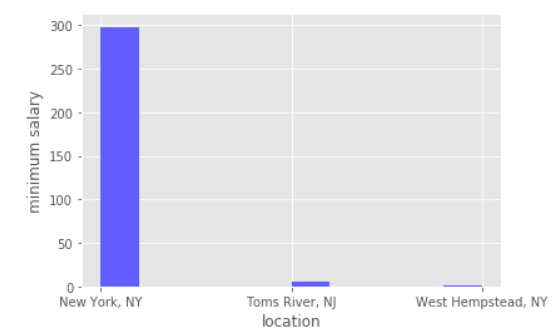 300
250
200
150
100
50
0
minimum salary
New York, NY
Toms River, NJ
West Hempstead, NY
location